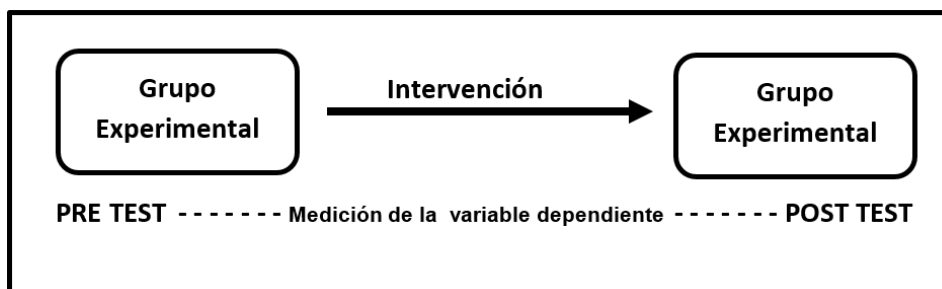 Grupo
Experimental
Intervención
Grupo
Experimental
PRE TEST - - - - - - - Medición de la variable dependiente - - - - - - - POST TEST